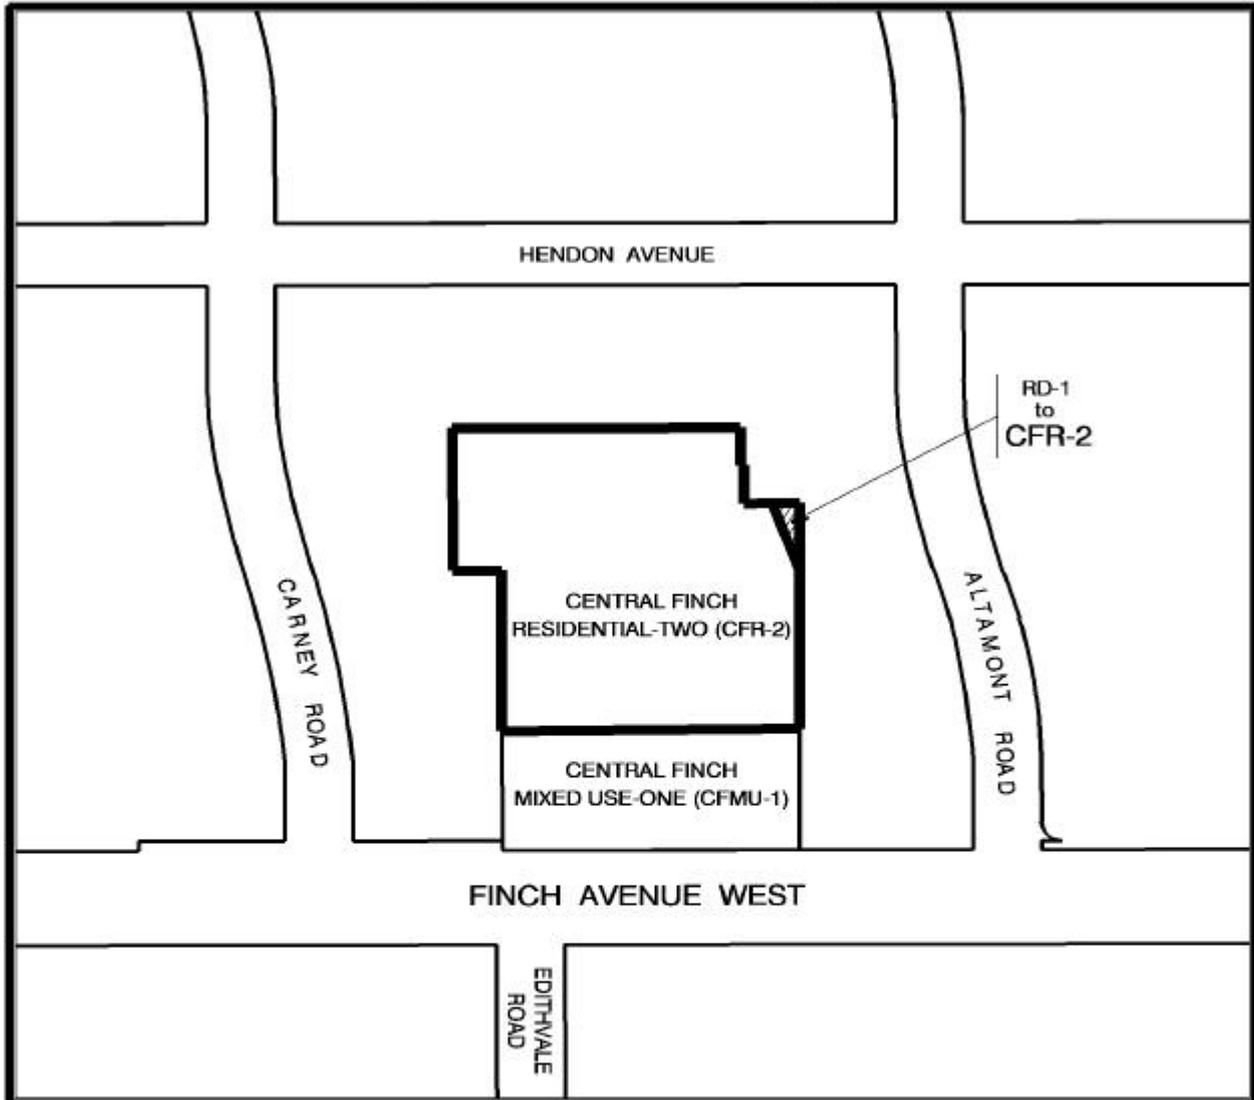 HENDON AVENUE
RD-1
to
CFR-2
CENTRAL FINCH
RESIDENTIAL-TWO (CFR-2)
CARNEY ROAD
ALTAMONT ROAD
CENTRAL FINCH
MIXED USE-ONE (CFMU-1)
FINCH AVENUE WEST
EDITHVALE
ROAD